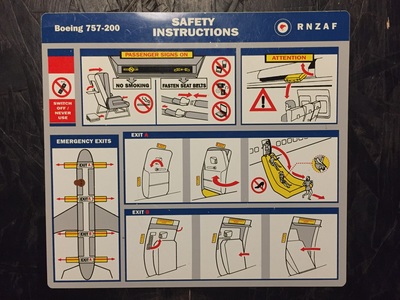 Boeing 757-200
SAFETY
INSTRUCTIONS
RNZAF
PASSENGER SIGNS ON
NO SMOKING
FASTEN SEAT BELTS
ATTENTION
SWITCH
OFF /
NEVER
USE
EMERGENCY EXITS
EXIT A
EXIT B